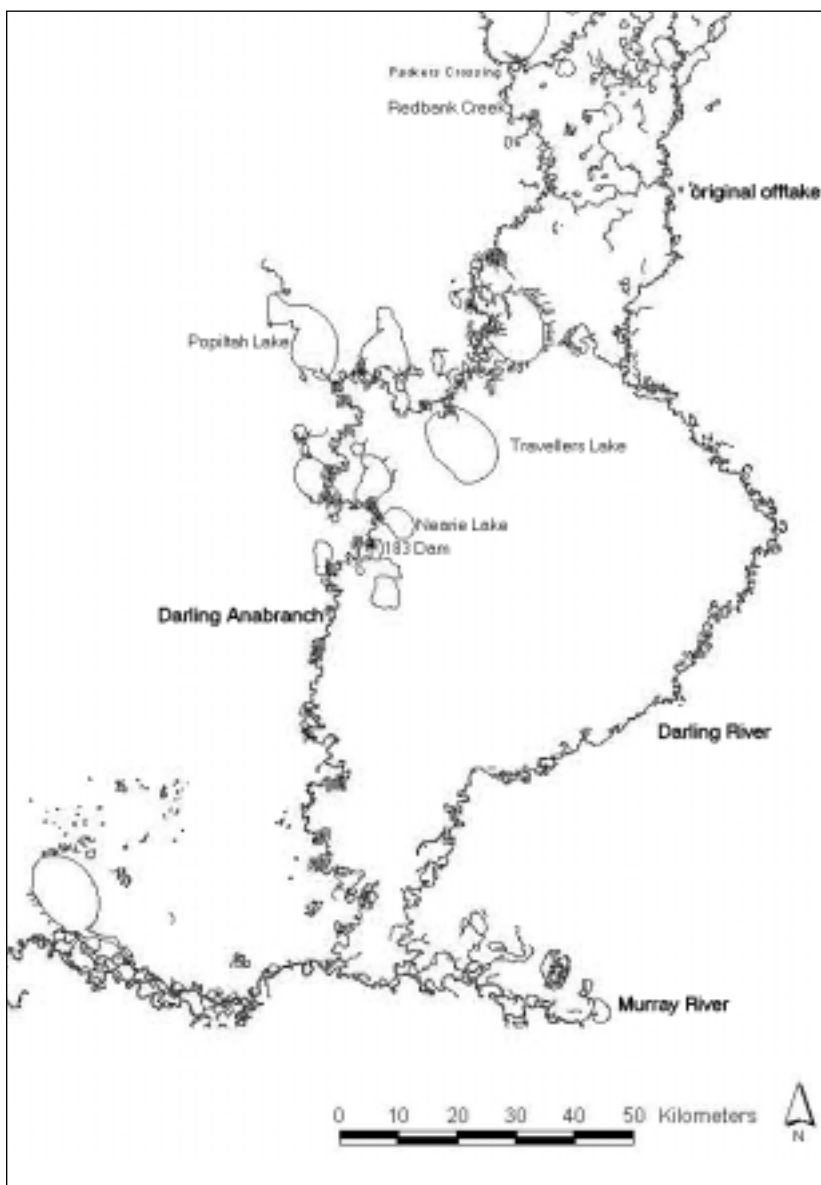 Packers Crossing
Redbank Creek
original offtake
Popiltah Lake
Travellers Lake
Nearie Lake
183 Dam
Darling Anabranch
Darling River
Murray River
0 10 20 30 40 50 Kilometers
N